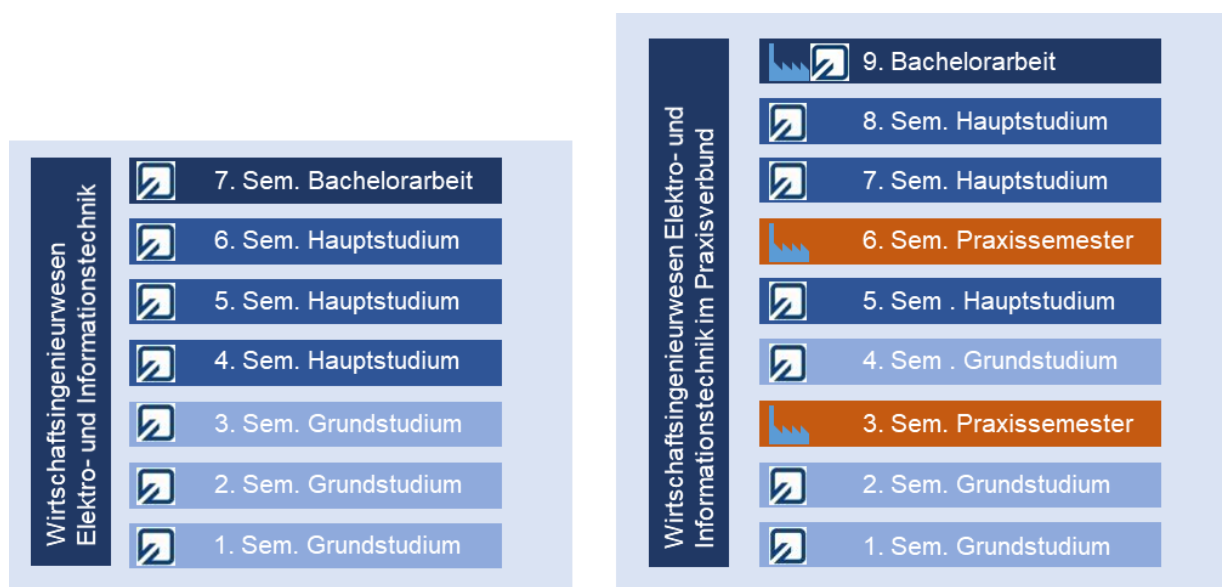 Wirtschaftsingenieurwesen
Elektro- und Informationstechnik
7. Sem. Bachelorarbeit
6. Sem. Hauptstudium
5. Sem. Hauptstudium
4. Sem. Hauptstudium
3. Sem. Grundstudium
2. Sem. Grundstudium
1. Sem. Grundstudium
Wirtschaftsingenieurwesen Elektro- und
Informationstechnik im Praxisverbund
9. Bachelorarbeit
8. Sem. Hauptstudium
7. Sem. Hauptstudium
6. Sem. Praxissemester
5. Sem . Hauptstudium
4. Sem . Grundstudium
3. Sem. Praxissemester
2. Sem. Grundstudium
1. Sem. Grundstudium